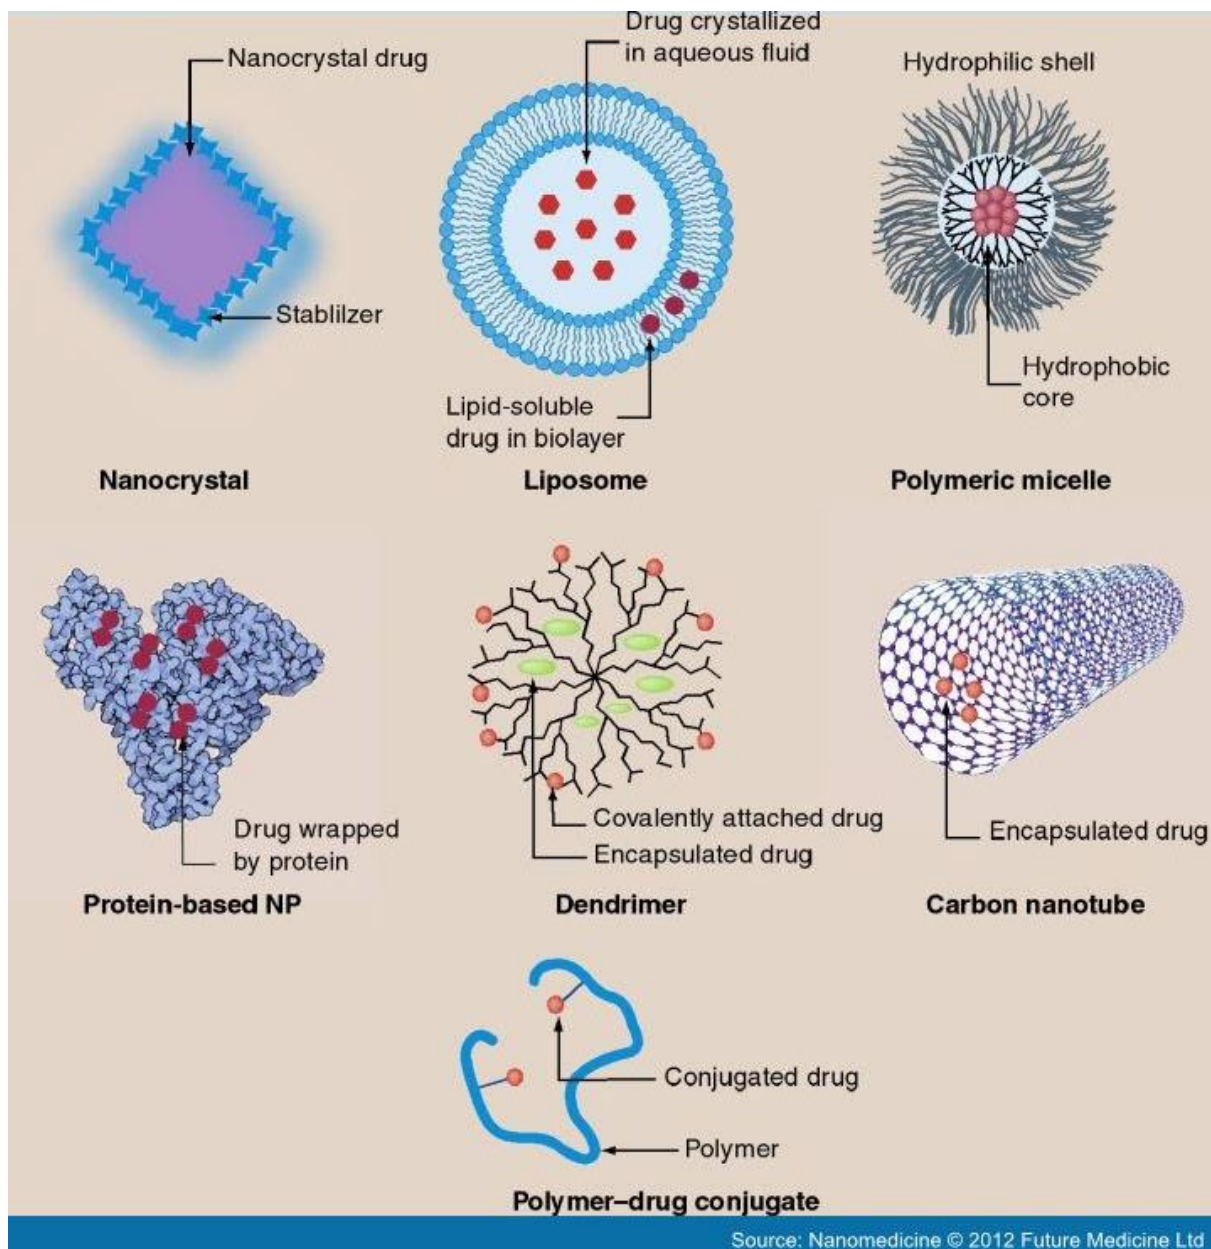 Nanocrystal drug
Stablilzer
Nanocrystal
Drug crystallized
in aqueous fluid
Lipid-soluble
drug in biolayer
Liposome
Hydrophilic shell
Hydrophobic
core
Polymeric micelle
Drug wrapped
by protein
Protein-based NP
Covalently attached drug
Encapsulated drug
Dendrimer
Encapsulated drug
Carbon nanotube
Conjugated drug
Polymer
Polymer–drug conjugate
Source: Nanomedicine © 2012 Future Medicine Ltd